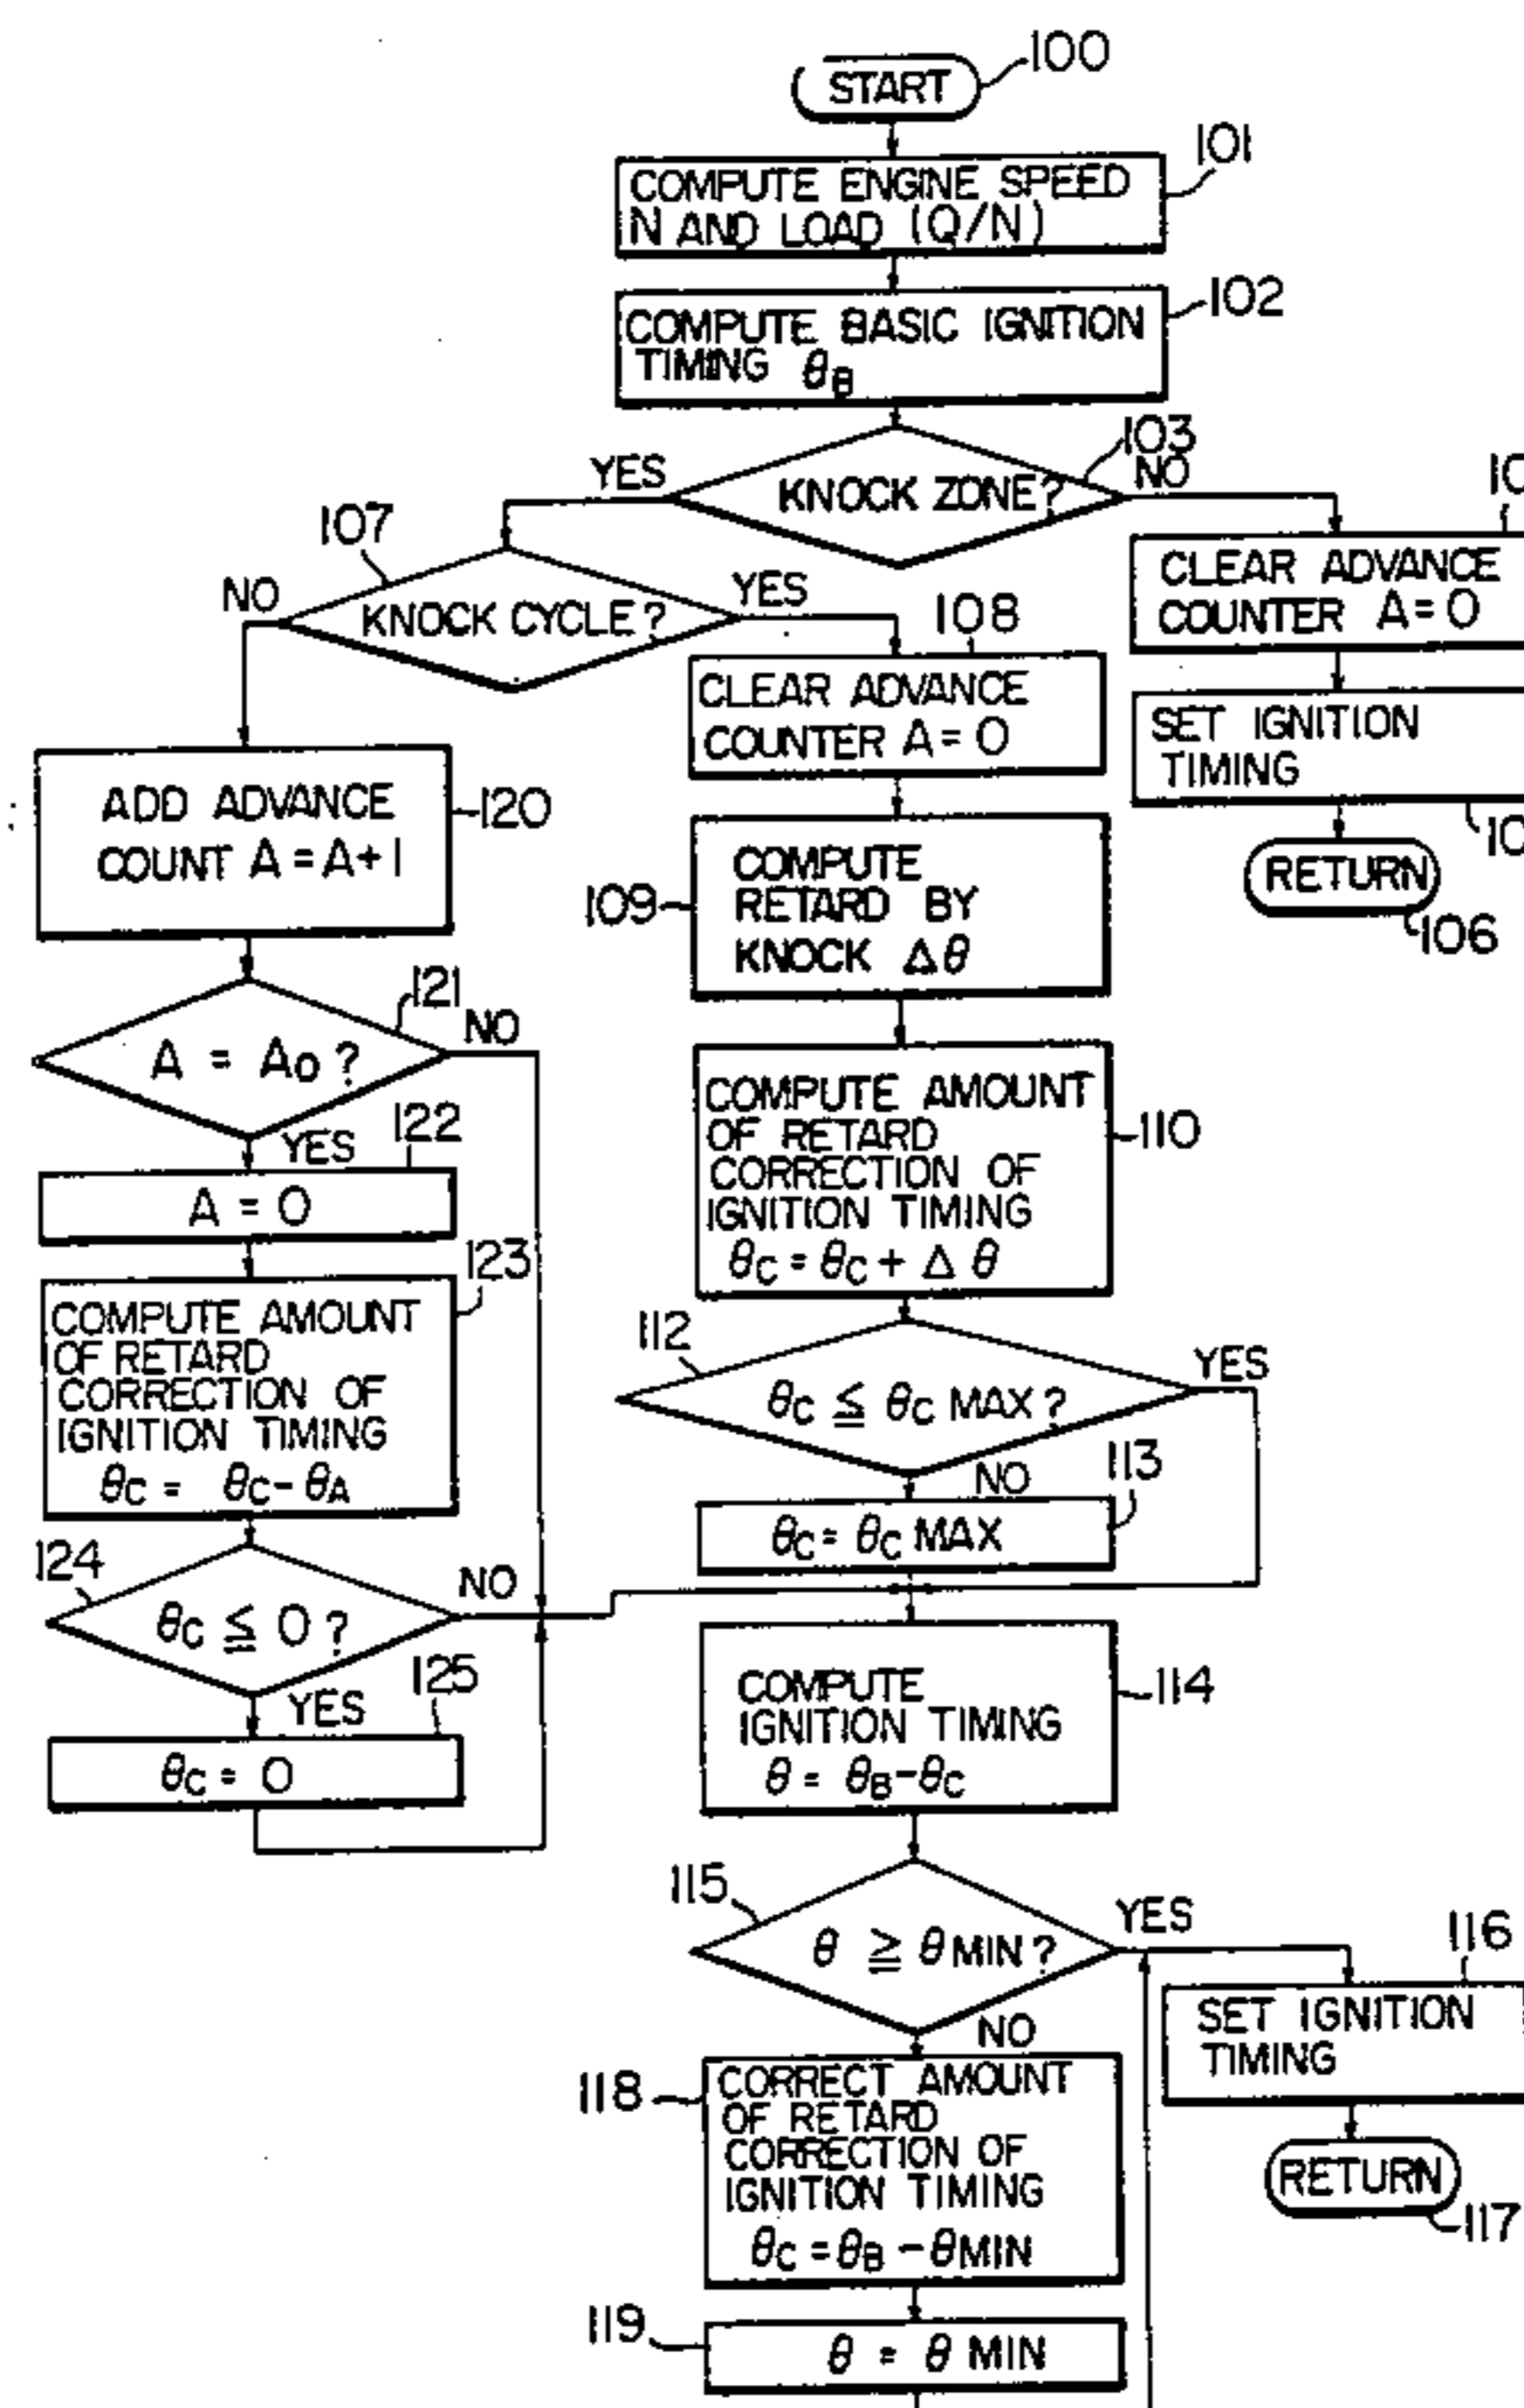 START
100
101
COMPUTE ENGINE SPEED
N AND LOAD (Q/N)
102
COMPUTE BASIC IGNITION
TIMING θB
103
YES
KNOCK ZONE?
NO
CLEAR ADVANCE
COUNTER A=0
SET IGNITION
TIMING
RETURN
106
107
NO
KNOCK CYCLE?
YES
108
CLEAR ADVANCE
COUNTER A=0
109
COMPUTE
RETARD BY
KNOCK Δθ
110
COMPUTE AMOUNT
OF RETARD
CORRECTION OF
IGNITION TIMING
θC = θC + Δθ
112
θC ≦ θC MAX?
YES
NO
113
θC = θC MAX
120
ADD ADVANCE
COUNT A = A+1
121
A = A0?
NO
YES
122
A = 0
123
COMPUTE AMOUNT
OF RETARD
CORRECTION OF
IGNITION TIMING
θC = θC - θA
124
θC ≦ 0?
NO
YES
125
θC = 0
114
COMPUTE
IGNITION TIMING
θ = θB - θC
115
θ ≧ θMIN?
YES
NO
116
SET IGNITION
TIMING
RETURN
117
118
CORRECT AMOUNT
OF RETARD
CORRECTION OF
IGNITION TIMING
θC = θB - θMIN
119
θ = θ MIN